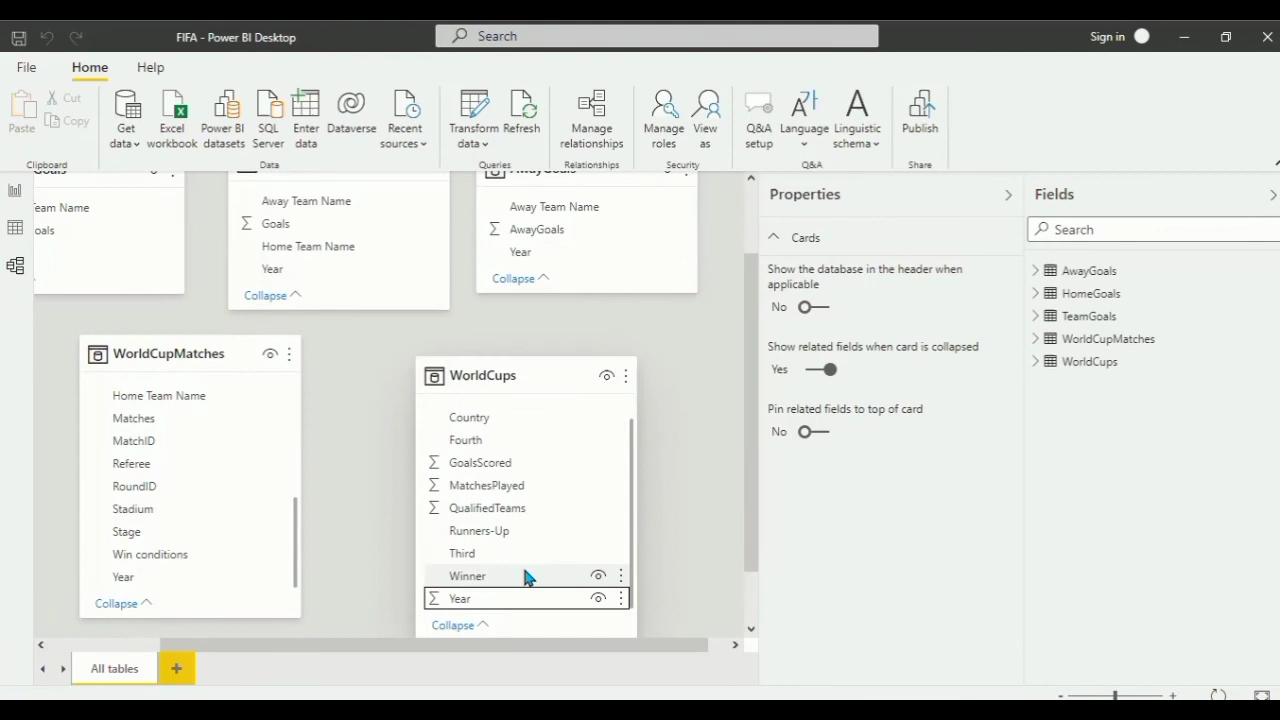 FIFA - Power BI Desktop
Search
Sign in
File
Home
Help
Paste
Cut
Copy
Clipboard
Get data
Excel workbook
Power BI datasets
SQL Server
Enter data
Dataverse
Recent sources
Data
Transform data
Refresh
Queries
Manage relationships
Relationships
Manage roles
View as
Security
Q&A setup
Language
Linguistic schema
Q&A
Publish
Share
Away Team Name
Goals
Home Team Name
Year
Collapse
AwayGoals
Away Team Name
AwayGoals
Year
Collapse
WorldCupMatches
Home Team Name
Matches
MatchID
Referee
RoundID
Stadium
Stage
Win conditions
Year
Collapse
WorldCups
Country
Fourth
GoalsScored
MatchesPlayed
QualifiedTeams
Runners-Up
Third
Winner
Year
Collapse
Properties
Cards
Show the database in the header when
applicable
No
Show related fields when card is collapsed
Yes
Pin related fields to top of card
No
Fields
Search
AwayGoals
HomeGoals
TeamGoals
WorldCupMatches
WorldCups
All tables